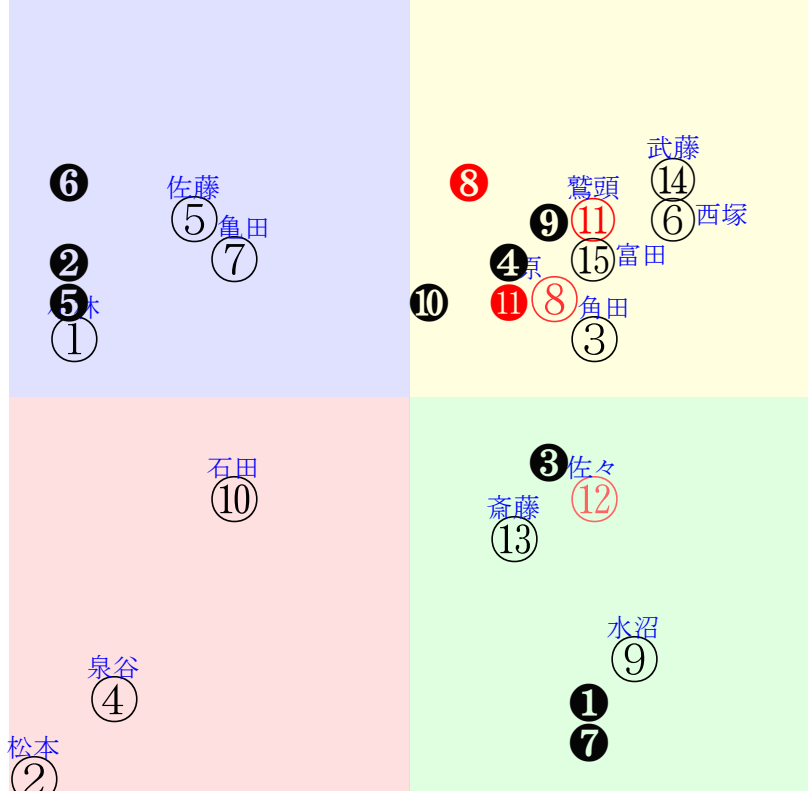 武藤
⑭
❻
佐藤
❽
鷲頭
⑤
❾
⑪
⑥
西塚
亀田
⑦
❷
❹
原
⑮
富田
❺
林
❿
⓫
⑧
角田
①
③
石田
⑩
❸
佐々
⑫
斎藤
⑬
水沼
⑨
泉谷
④
❶
❼
松本
②